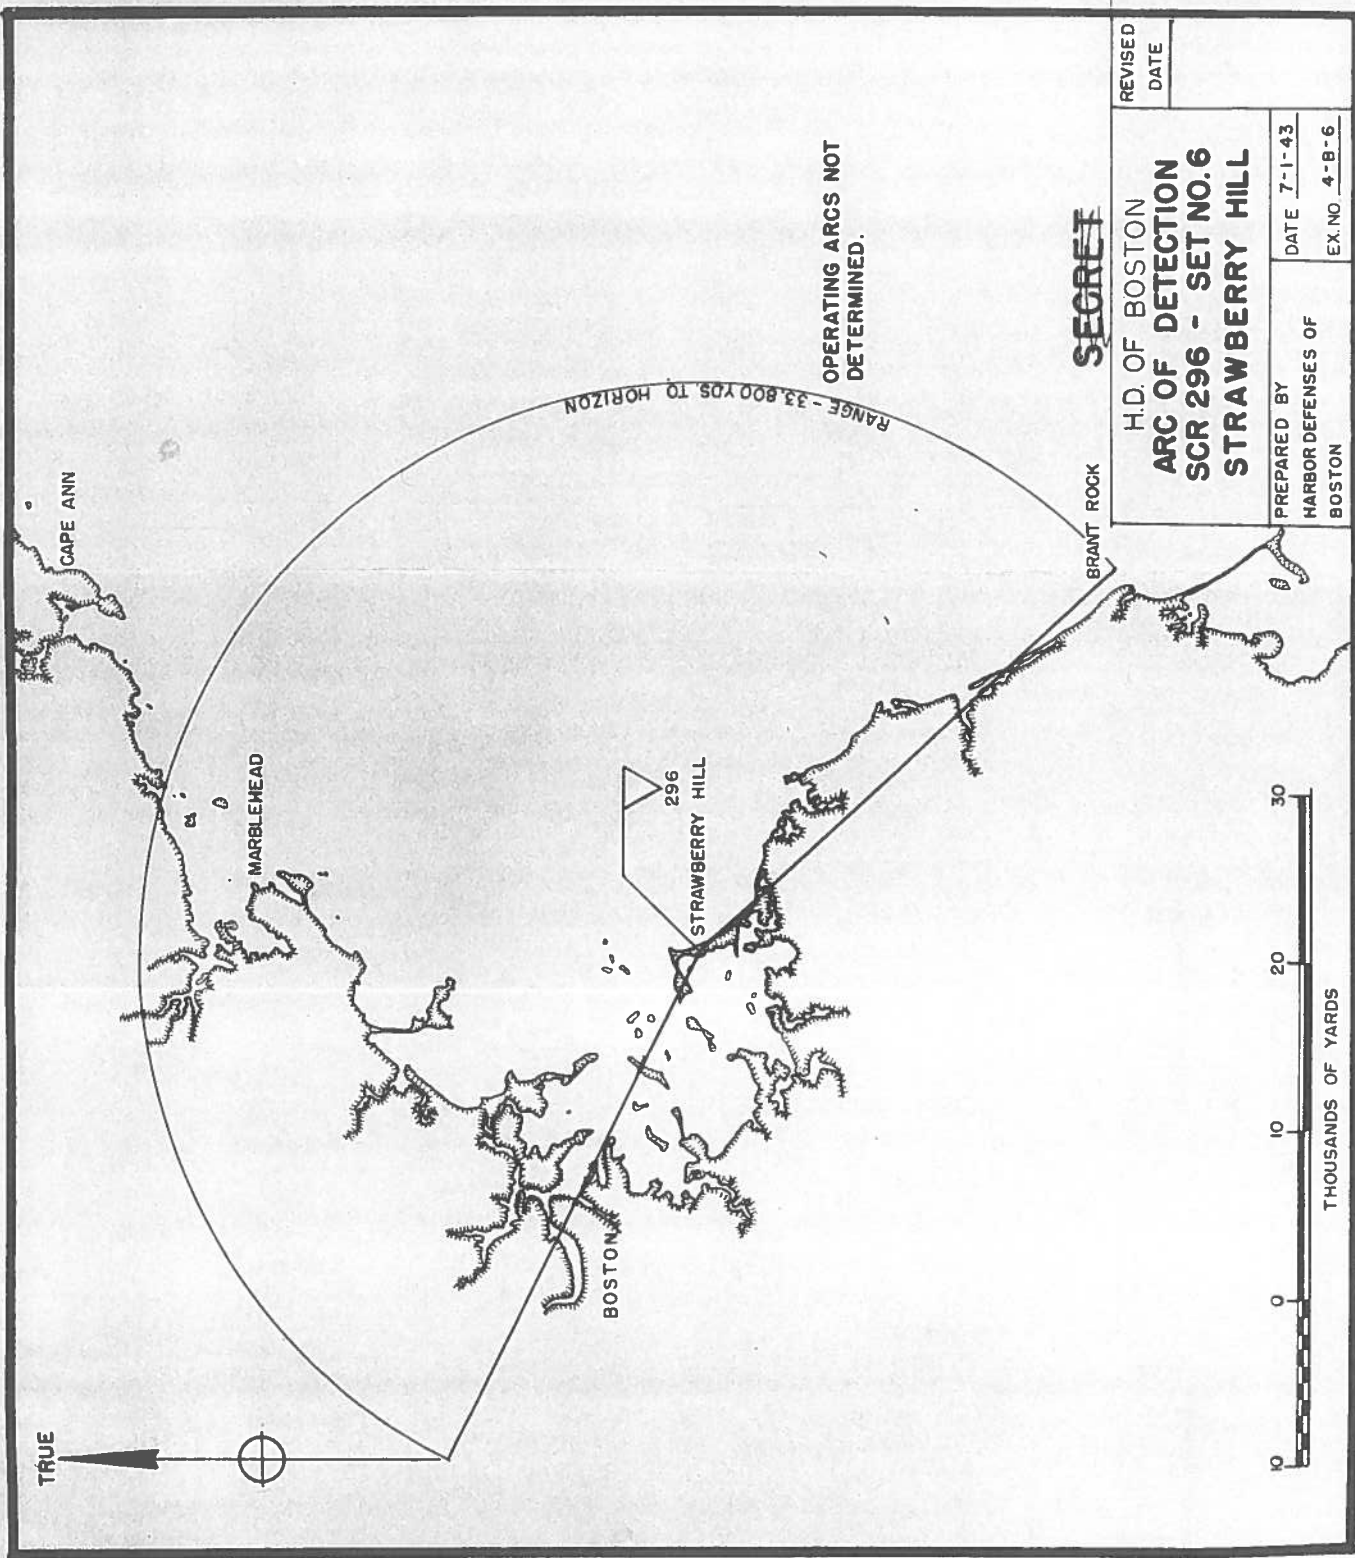 TRUE
CAPE ANN
MARBLEHEAD
RANGE - 33,800 YDS TO HORIZON
OPERATING ARCS NOT
DETERMINED.
296
STRAWBERRY HILL
BOSTON
BRANT ROCK
10 0 10 20 30
THOUSANDS OF YARDS
SECRET
H.D. OF BOSTON
ARC OF DETECTION
SCR 296 - SET NO. 6
STRAWBERRY HILL
REVISED
DATE
PREPARED BY
HARBOR DEFENSES OF
BOSTON
DATE 7-1-43
EX. NO. 4-B-6